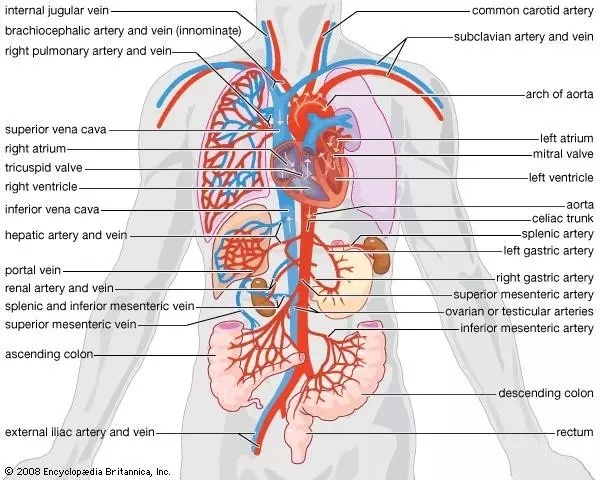 internal jugular vein
brachiocephalic artery and vein (innominate)
right pulmonary artery and vein
superior vena cava
right atrium
tricuspid valve
right ventricle
inferior vena cava
hepatic artery and vein
portal vein
renal artery and vein
splenic and inferior mesenteric vein
superior mesenteric vein
ascending colon
external iliac artery and vein
common carotid artery
subclavian artery and vein
arch of aorta
left atrium
mitral valve
left ventricle
aorta
celiac trunk
splenic artery
left gastric artery
right gastric artery
superior mesenteric artery
ovarian or testicular arteries
inferior mesenteric artery
descending colon
rectum
© 2008 Encyclopædia Britannica, Inc.